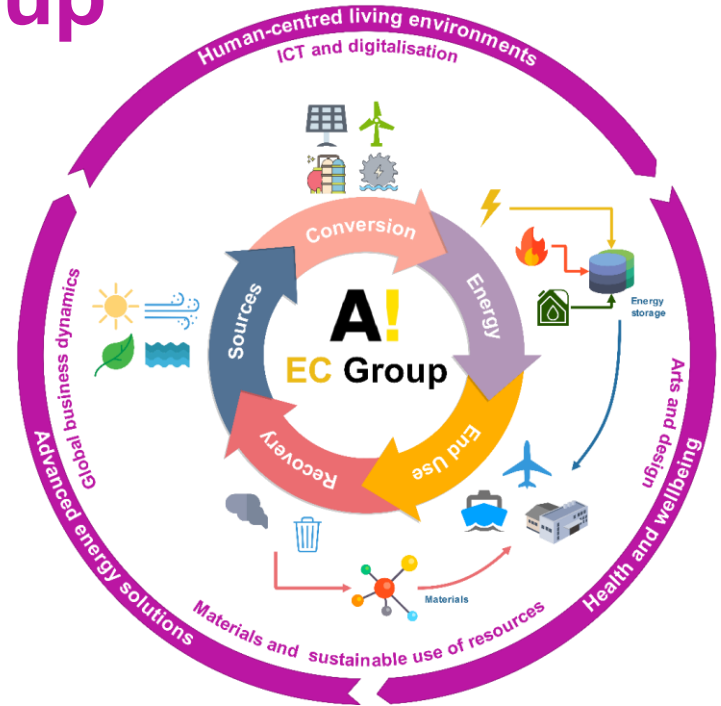 up
Human-centred living environments
ICT and digitalisation
Conversion
Energy
Energy
storage
Sources
A!
EC Group
Global business dynamics
Arts and design
End Use
Recovery
Advanced energy solutions
Health and wellbeing
Materials
Materials and sustainable use of resources